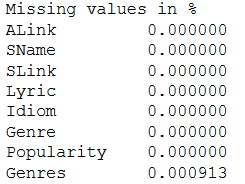 Missing values in %
ALink 0.000000
SName 0.000000
SLink 0.000000
Lyric 0.000000
Idiom 0.000000
Genre 0.000000
Popularity 0.000000
Genres 0.000913